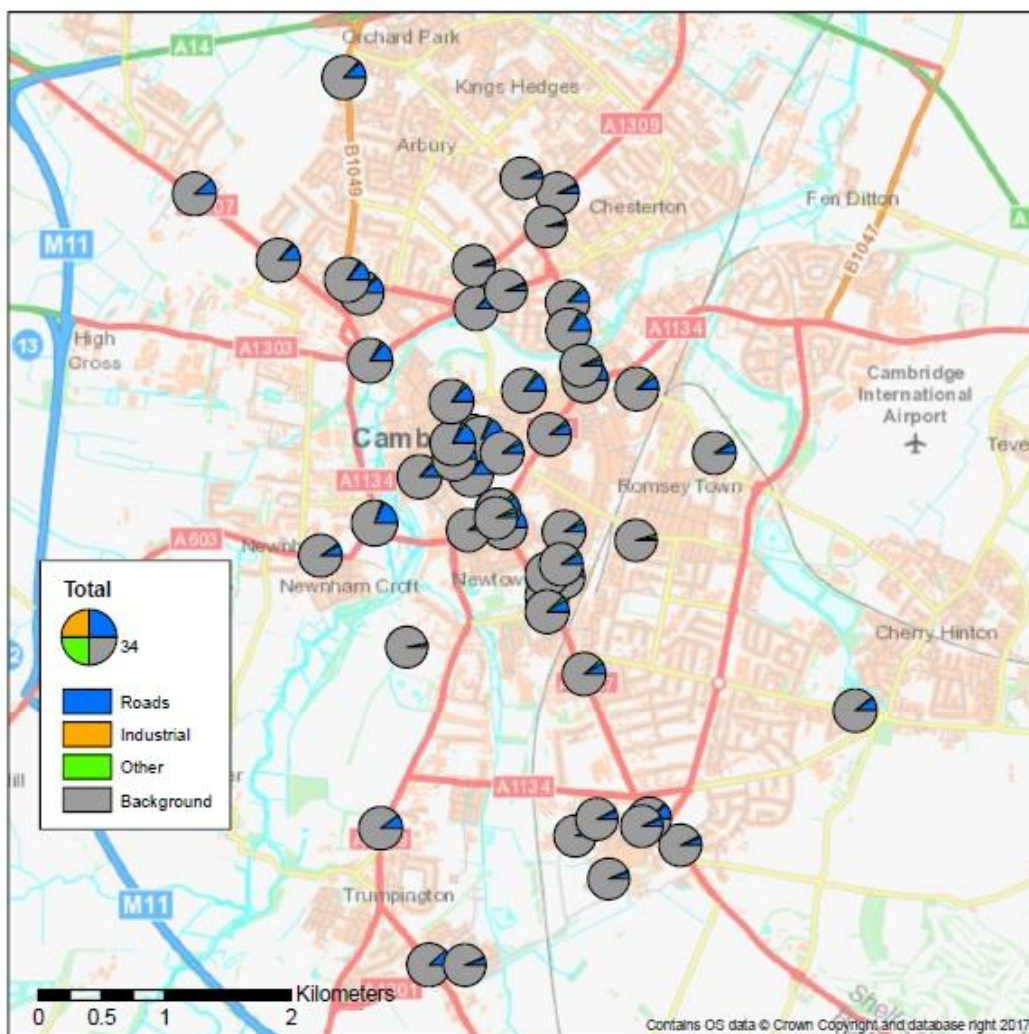 Orchard Park
A14
Kings Hedges
A1309
Arbury
B1049
Chesterton
Fen Ditton
M11
B1047
A1134
High
Cross
13
A1303
Cambridge
International
Airport
Camb
A1134
Romsey Town
A603
Newnham Croft
Newtow
Cherry Hinton
Total
34
Roads
Industrial
Other
Background
A1134
Trumpington
M11
Kilometers
0 0.5 1 2
Contains OS data © Crown Copyright and database right 2017